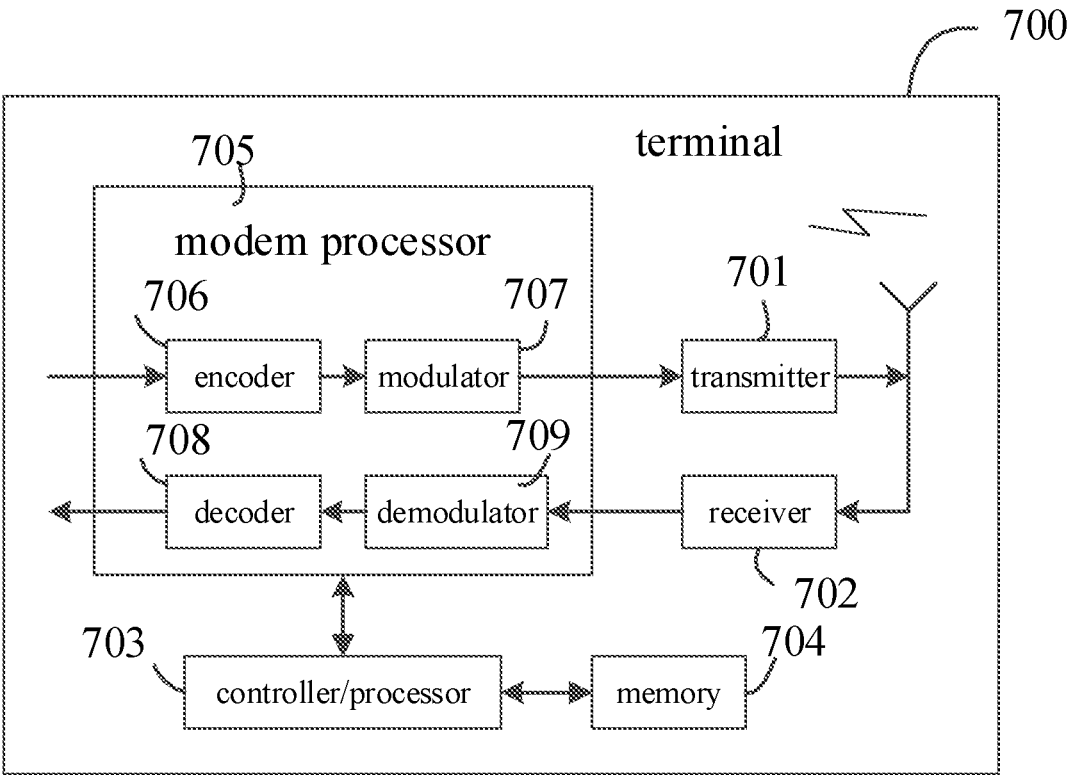 700
terminal
705
modem processor
706
707
701
encoder
modulator
transmitter
708
709
decoder
demodulator
receiver
702
703
704
controller/processor
memory